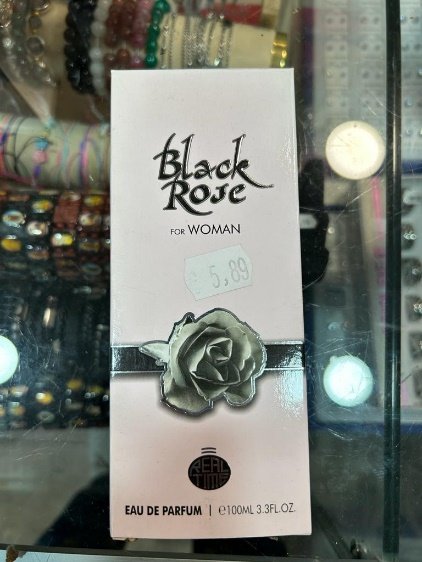 Black
Rose
FOR WOMAN
5,89
REAL
TIME
EAU DE PARFUM | ℮100ML 3.3FL.OZ.